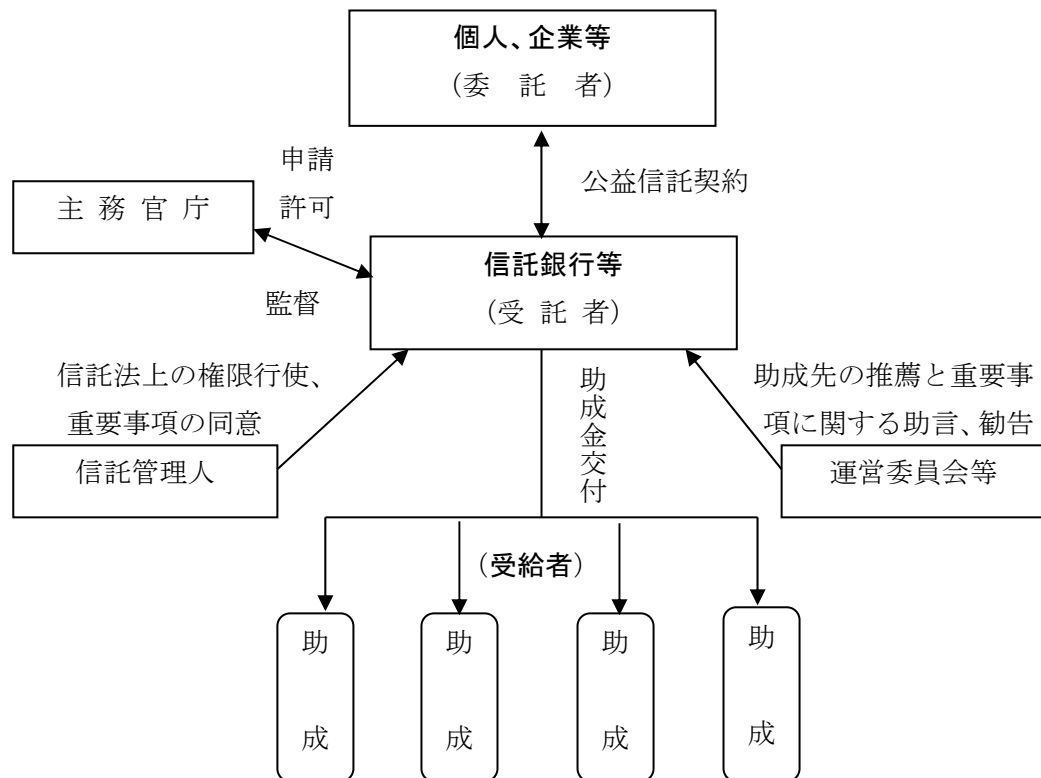 個人、企業等
（委　託　者）
申請
許可
公益信託契約
主 務 官 庁
監督
信託銀行等
（受 託 者）
信託法上の権限行使、
重要事項の同意
信託管理人
助成金交付
助成先の推薦と重要事
項に関する助言、勧告
運営委員会等
（受給者）
助成
助成
助成
助成